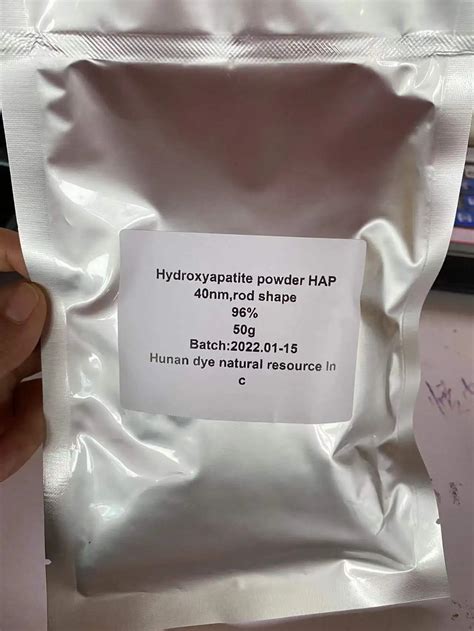 Hydroxyapatite powder HAP
40nm,rod shape
96%
50g
Batch:2022.01-15
Hunan dye natural resource In
c